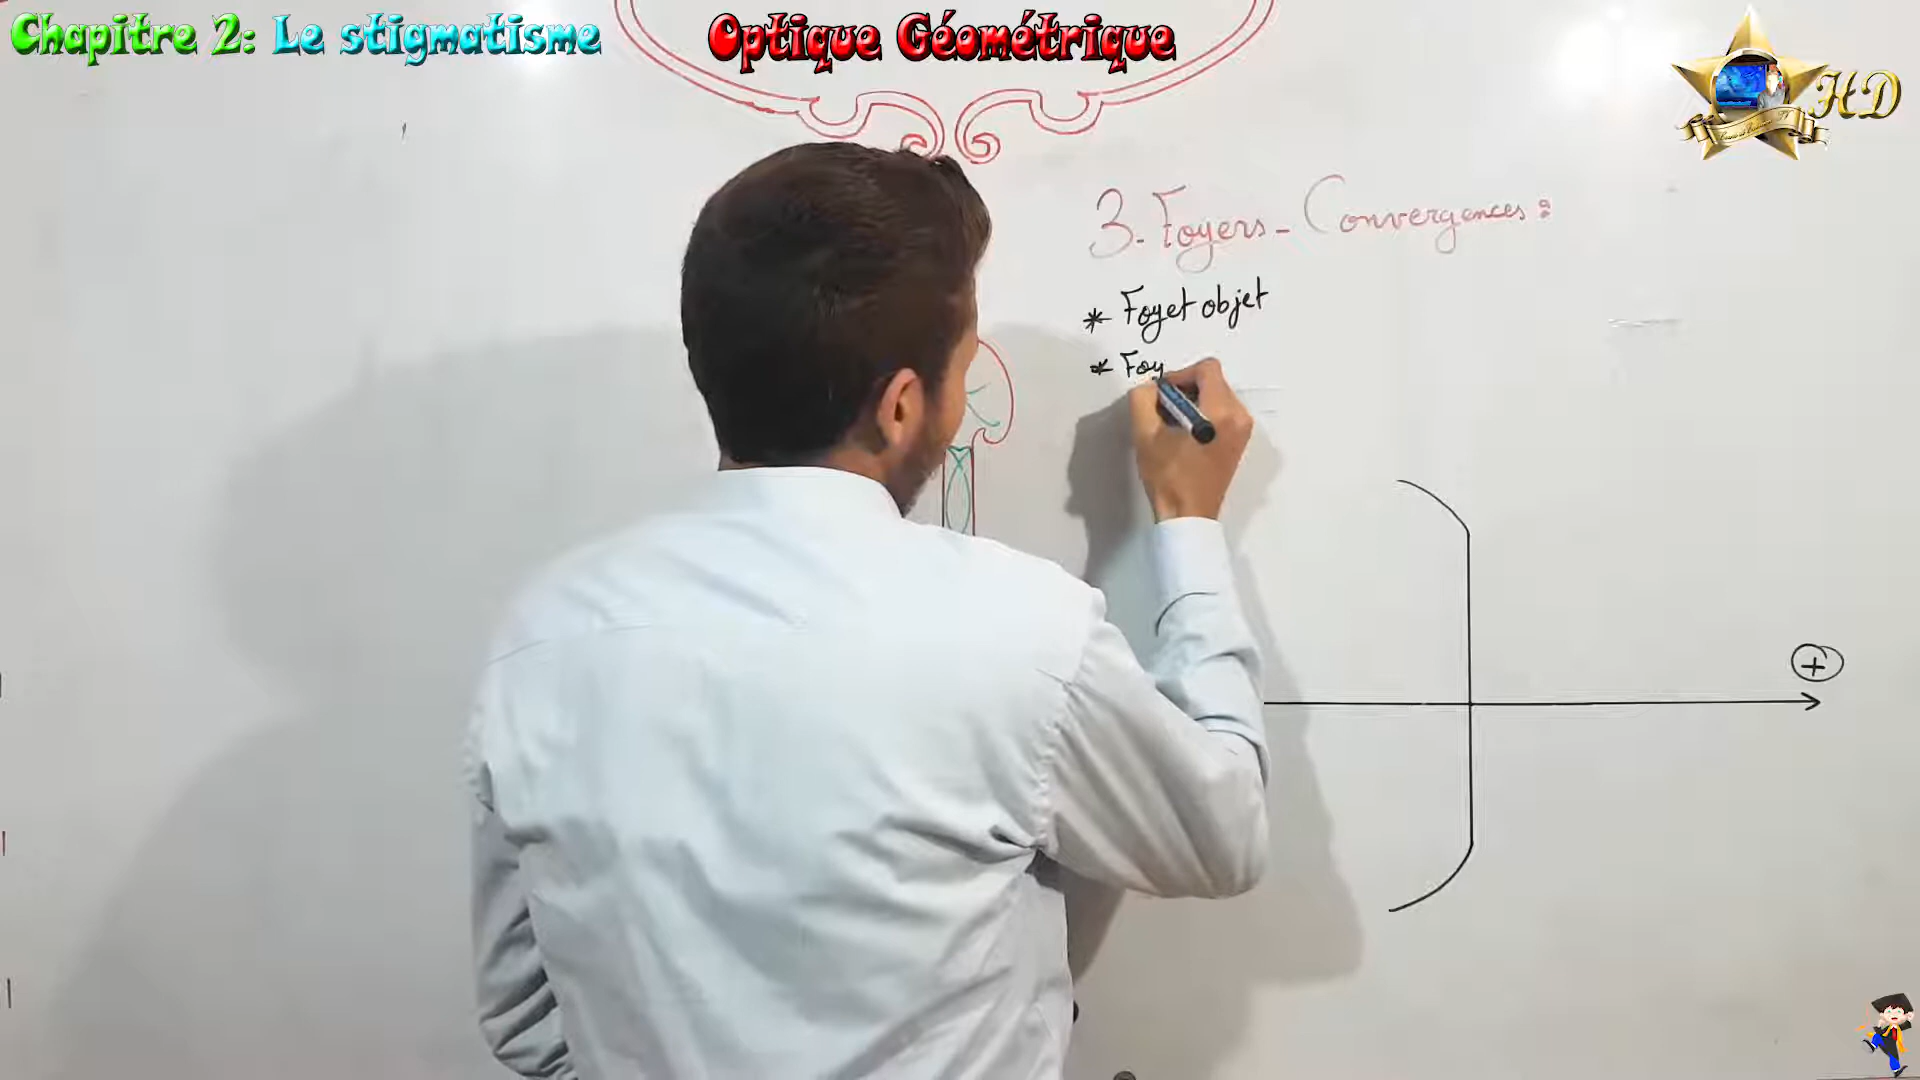 Chapitre 2: Le stigmatisme
Optique Géométrique
HD
3. Foyers - Convergences :
* Foyet objet
* Foy
+